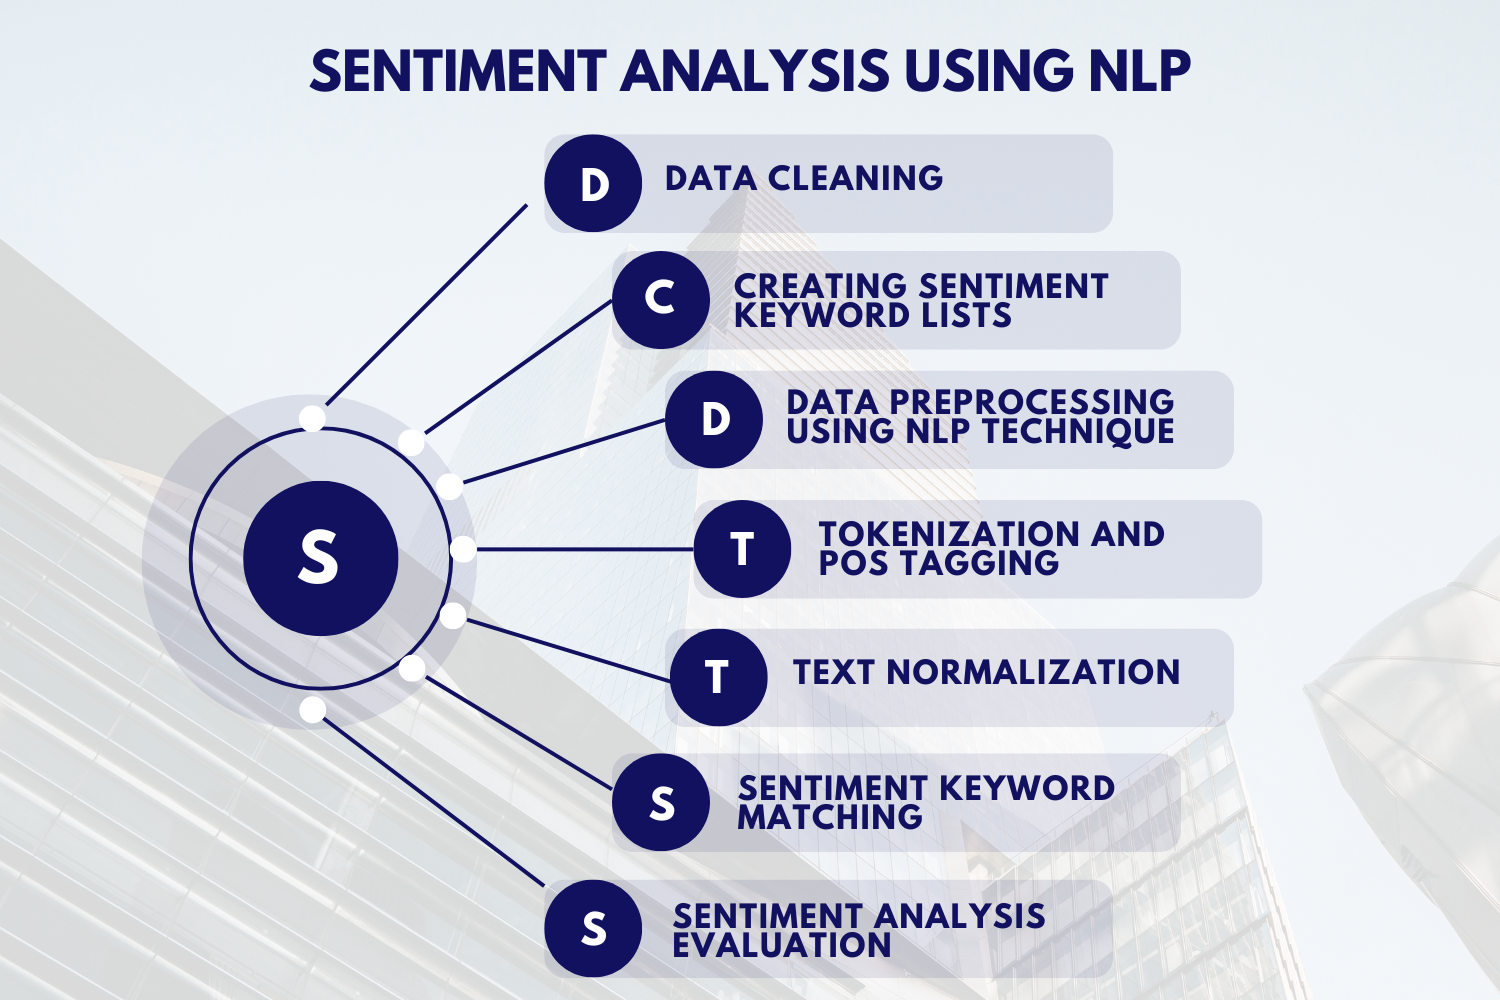 SENTIMENT ANALYSIS USING NLP
D
DATA CLEANING
C
CREATING SENTIMENT
KEYWORD LISTS
D
DATA PREPROCESSING
USING NLP TECHNIQUE
S
T
TOKENIZATION AND
POS TAGGING
T
TEXT NORMALIZATION
S
SENTIMENT KEYWORD
MATCHING
S
SENTIMENT ANALYSIS
EVALUATION